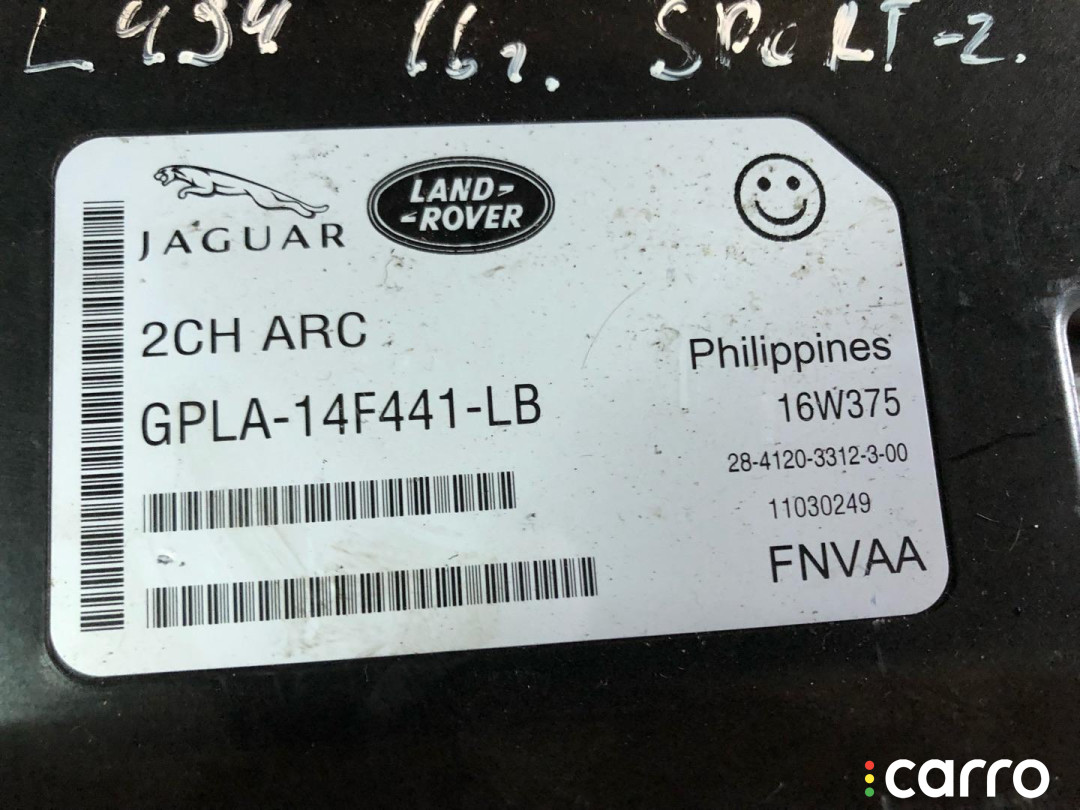 L494 16г. SPORT-2.
JAGUAR
LAND-
-ROVER
2CH ARC
GPLA-14F441-LB
Philippines
16W375
28-4120-3312-3-00
11030249
FNVAA
carro